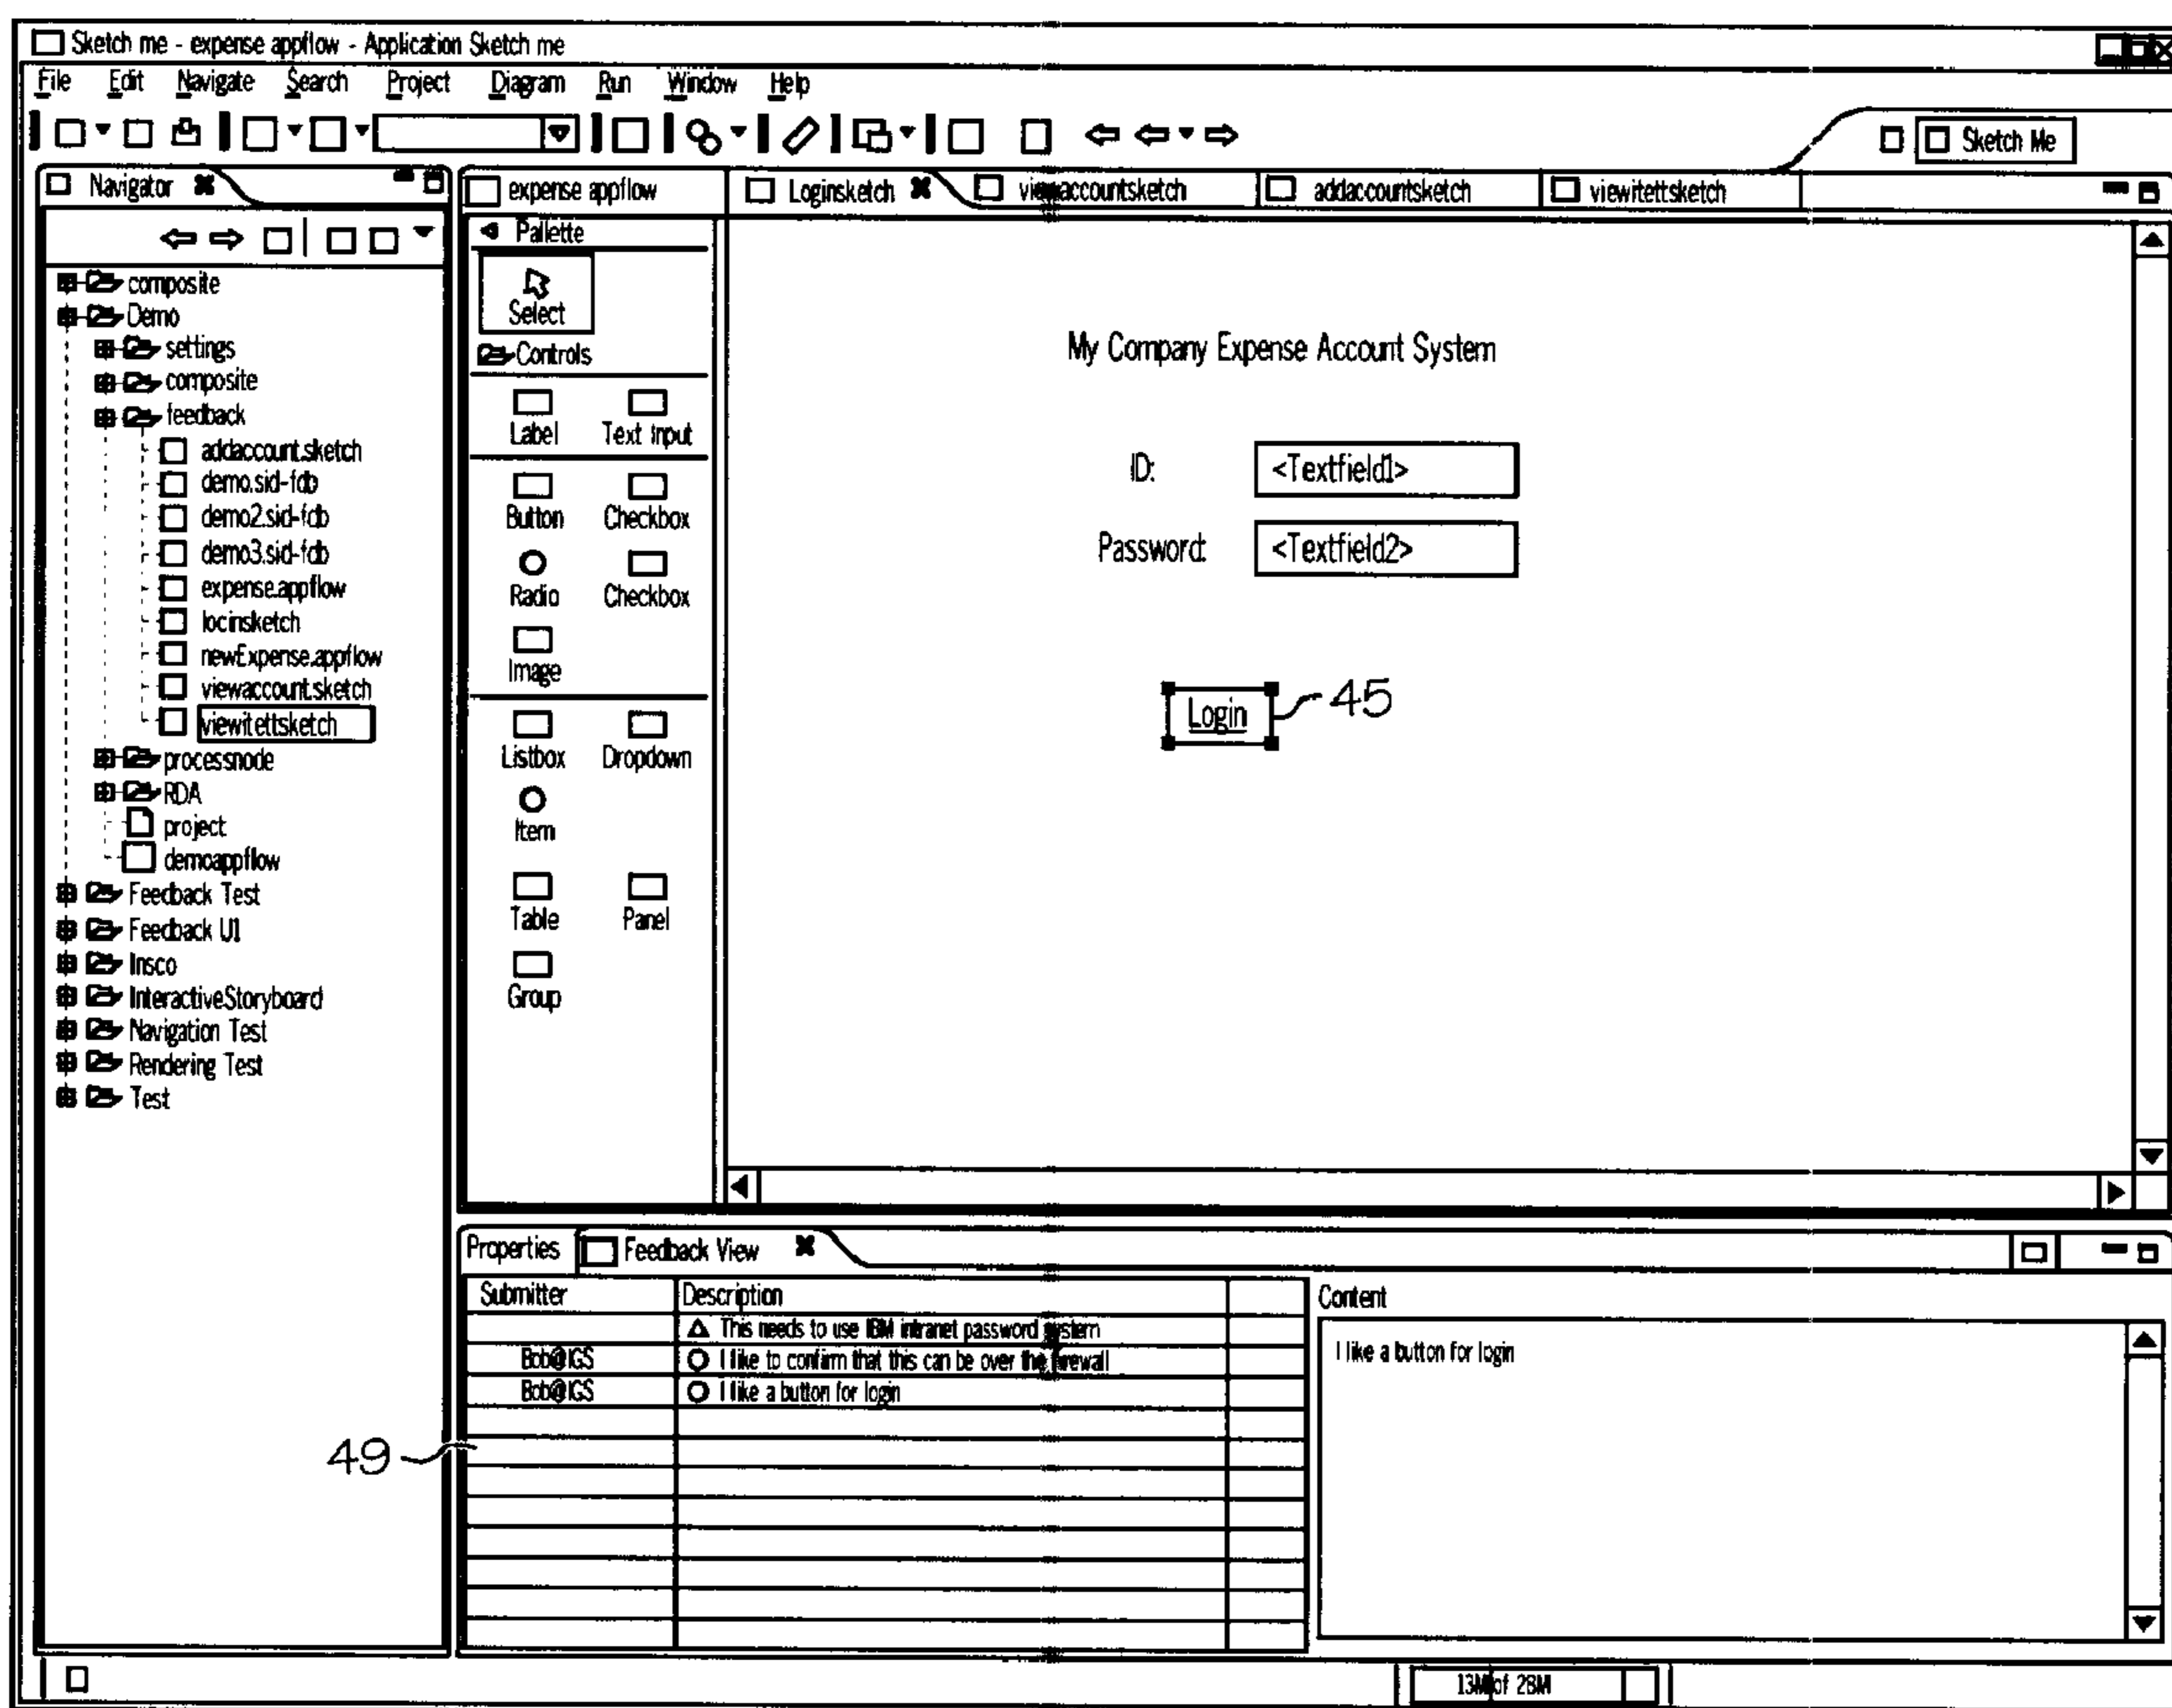 Sketch me - expense appflow - Application Sketch me
File Edit Navigate Search Project Diagram Run Window Help
Sketch Me
Navigator
expense appflow
Loginsketch
viewaccountsketch
addaccountsketch
viewitettsketch
composite
Demo
settings
composite
feedback
addaccount.sketch
demo.sid-fdb
demo2.sid-fdb
demo3.sid-fdb
expense.appflow
locinsketch
newExpense.appflow
viewaccount.sketch
viewitettsketch
processnode
RDA
project
demoappflow
Feedback Test
Feedback UI
Insco
InteractiveStoryboard
Navigation Test
Rendering Test
Test
Pallette
Select
Controls
Label Text Input
Button Checkbox
Radio Checkbox
Image
Listbox Dropdown
Item
Table Panel
Group
My Company Expense Account System
ID: <Textfield1>
Password: <Textfield2>
Login
45
Properties Feedback View
Submitter Description
This needs to use IBM intranet password system
Bob@IGS I like to confirm that this can be over the firewall
Bob@IGS I like a button for login
49
Content
I like a button for login
13M of 28M